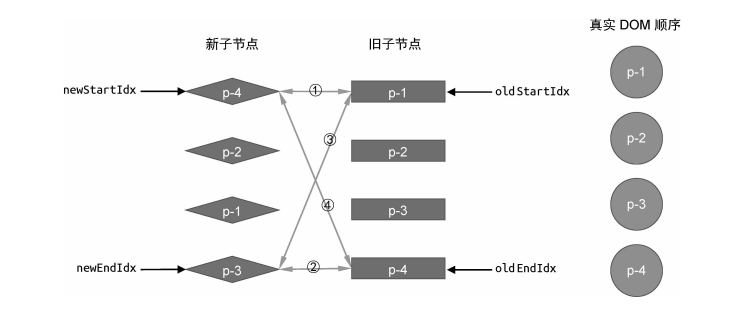 真实 DOM 顺序
新子节点
旧子节点
newStartIdx
p-4
①
p-1
oldStartIdx
p-1
p-2
③
p-2
p-2
p-1
④
p-3
p-3
newEndIdx
p-3
②
p-4
oldEndIdx
p-4